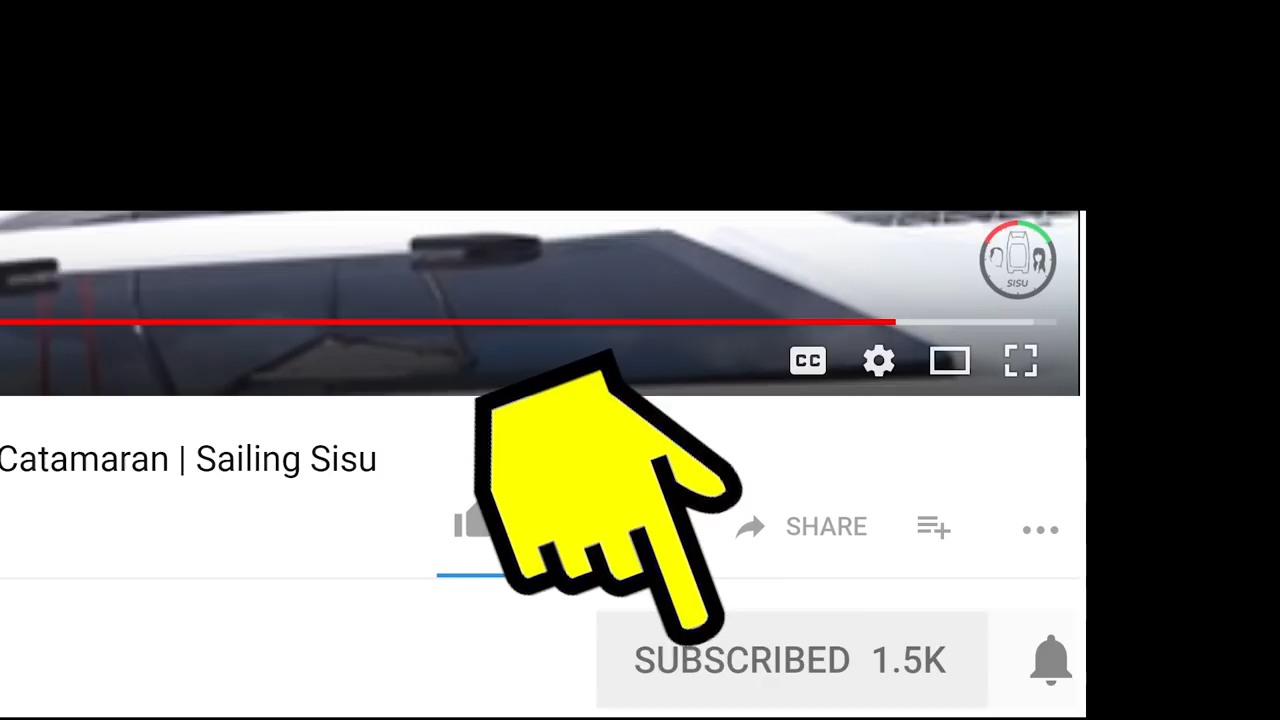 SISU
CC
Catamaran | Sailing Sisu
SHARE
SUBSCRIBED 1.5K